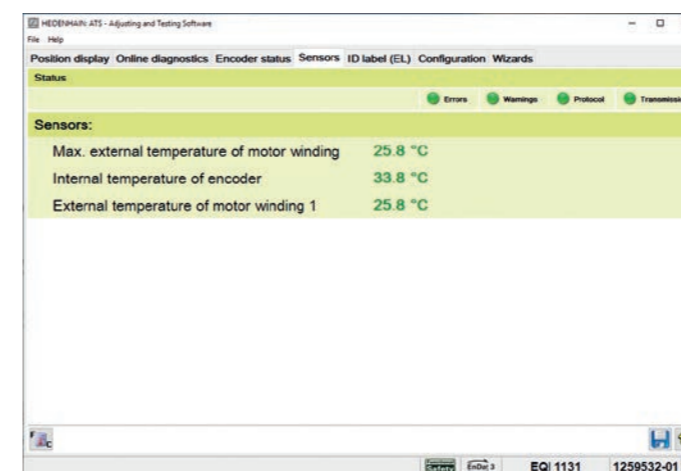 HEIDENHAIN: ATS - Adjusting and Testing Software
File Help
Position display Online diagnostics Encoder status Sensors ID label (EL) Configuration Wizards
Status
Errors Warnings Protocol
Sensors:
Max. external temperature of motor winding 25.8 °C
Internal temperature of encoder 33.8 °C
External temperature of motor winding 1 25.8 °C
EnDat 3 EQI 1131 1259532-01